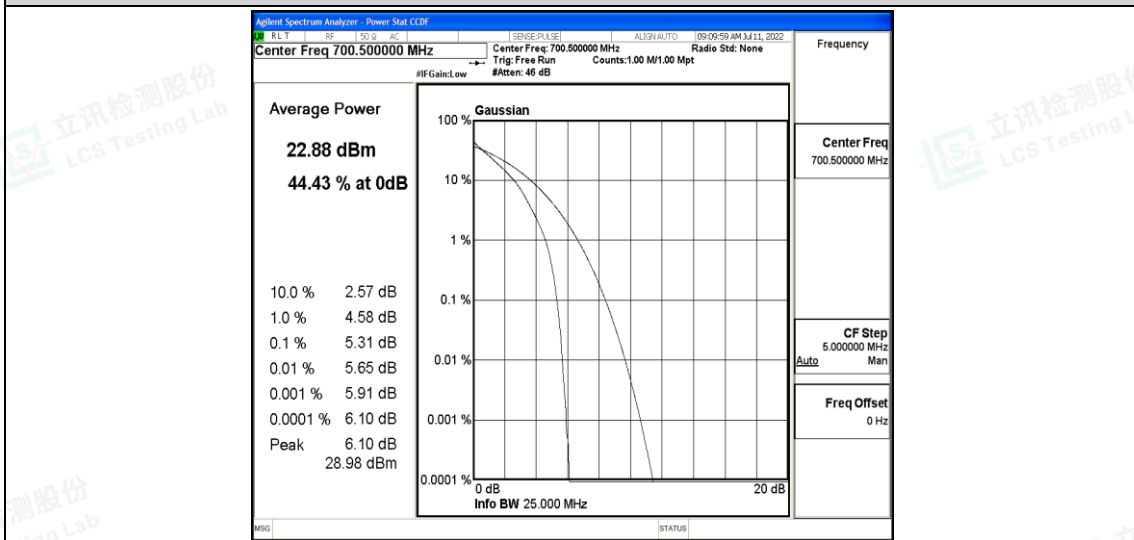 Agilent Spectrum Analyzer - Power Stat CCDF
LXI RLT RF 50 Ω AC SENSE:PULSE ALIGN AUTO 09:09:59 AM Jul 11, 2022
Center Freq 700.500000 MHz
Center Freq: 700.500000 MHz Radio Std: None
Trig: Free Run Counts:1.00 M/1.00 Mpt
#IFGain:Low #Atten: 46 dB
Frequency
Average Power
22.88 dBm
44.43 % at 0dB
10.0 % 2.57 dB
1.0 % 4.58 dB
0.1 % 5.31 dB
0.01 % 5.65 dB
0.001 % 5.91 dB
0.0001 % 6.10 dB
Peak 6.10 dB
28.98 dBm
Gaussian
100 %
10 %
1 %
0.1 %
0.01 %
0.001 %
0.0001 %
0 dB 20 dB
Info BW 25.000 MHz
Center Freq
700.500000 MHz
CF Step
5.000000 MHz
Auto Man
Freq Offset
0 Hz
MSG STATUS
立讯检测股份
LCS Testing Lab
立讯检测股份
LCS Testing L
测股份
ing Lab